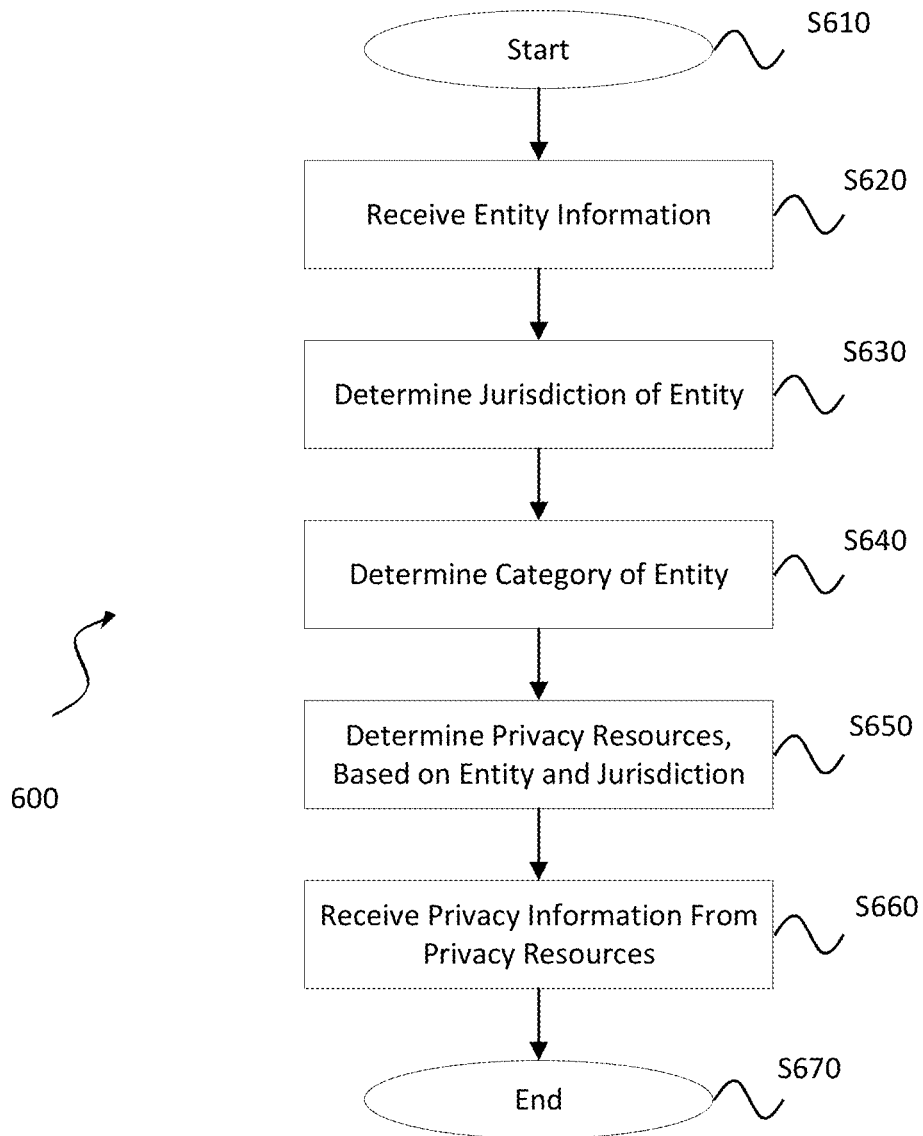 Start
S610
Receive Entity Information
S620
Determine Jurisdiction of Entity
S630
Determine Category of Entity
S640
Determine Privacy Resources,
Based on Entity and Jurisdiction
S650
600
Receive Privacy Information From
Privacy Resources
S660
End
S670